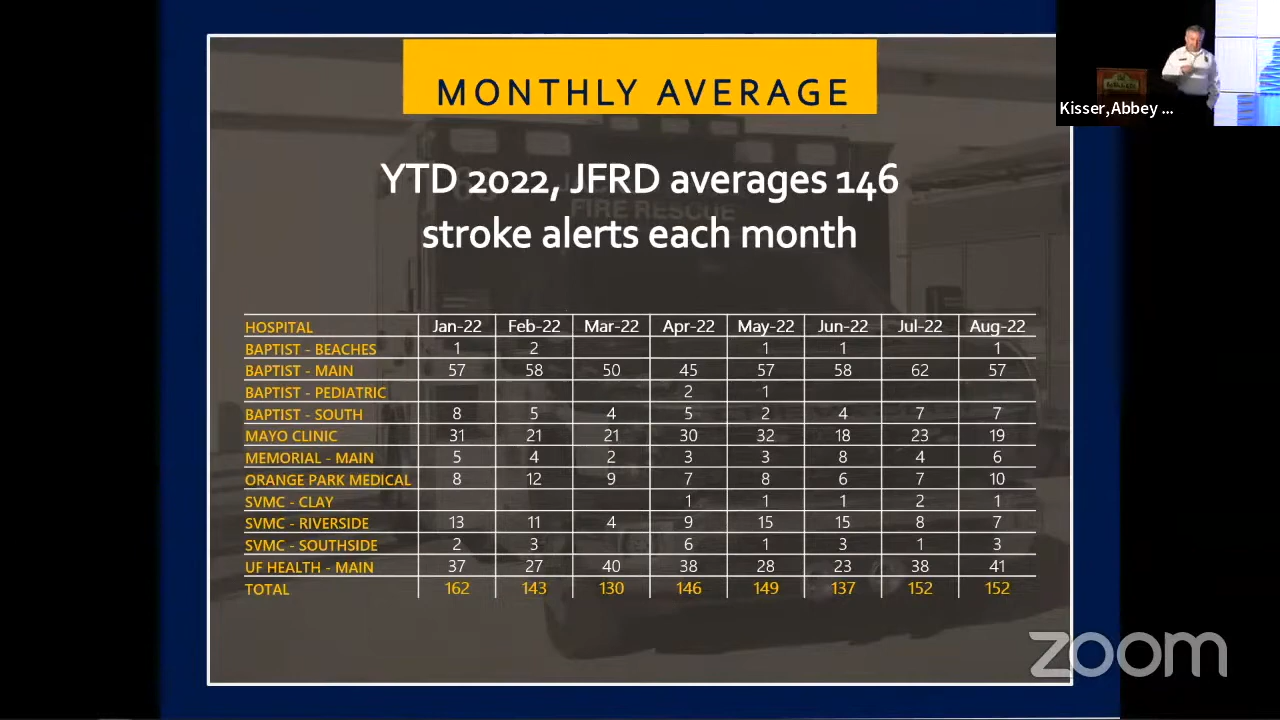 MONTHLY AVERAGE
Kisser,Abbey ...
YTD 2022, JFRD averages 146
stroke alerts each month
FIRE RESCUE
HOSPITAL Jan-22 Feb-22 Mar-22 Apr-22 May-22 Jun-22 Jul-22 Aug-22
BAPTIST - BEACHES 1 2 1 1 1
BAPTIST - MAIN 57 58 50 45 57 58 62 57
BAPTIST - PEDIATRIC 2 1
BAPTIST - SOUTH 8 5 4 5 2 4 7 7
MAYO CLINIC 31 21 21 30 32 18 23 19
MEMORIAL - MAIN 5 4 2 3 3 8 4 6
ORANGE PARK MEDICAL 8 12 9 7 8 6 7 10
SVMC - CLAY 1 1 1 2 1
SVMC - RIVERSIDE 13 11 4 9 15 15 8 7
SVMC - SOUTHSIDE 2 3 6 1 3 1 3
UF HEALTH - MAIN 37 27 40 38 28 23 38 41
TOTAL 162 143 130 146 149 137 152 152
zoom